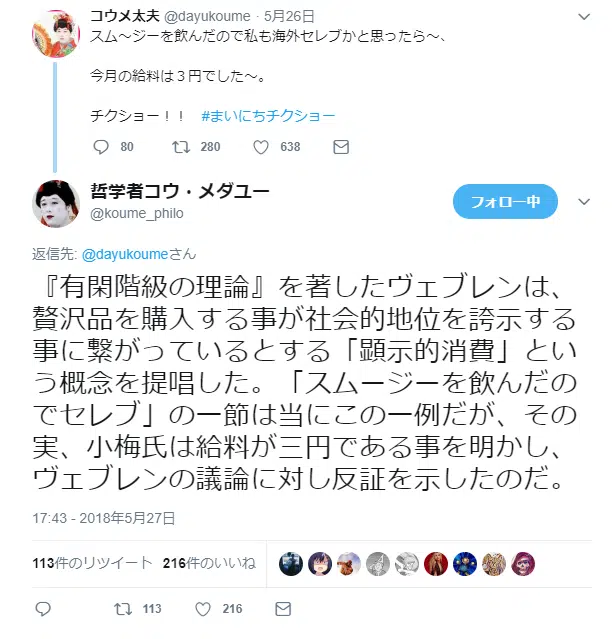 コウメ太夫 @dayukoume · 5月26日
スム〜ジーを飲んだので私も海外セレブかと思ったら〜、
今月の給料は３円でした〜。
チクショー！！ #まいにちチクショー
80 280 638
哲学者コウ・メダユー
@koume_philo
フォロー中
返信先: @dayukoumeさん
『有閑階級の理論』を著したヴェブレンは、
贅沢品を購入する事が社会的地位を誇示する
事に繋がっているとする「顕示的消費」とい
う概念を提唱した。「スムージーを飲んだの
でセレブ」の一節は当にこの一例だが、その
実、小梅氏は給料が三円である事を明かし、
ヴェブレンの議論に対し反証を示したのだ。
17:43 - 2018年5月27日
113件のリツイート 216件のいいね
113 216